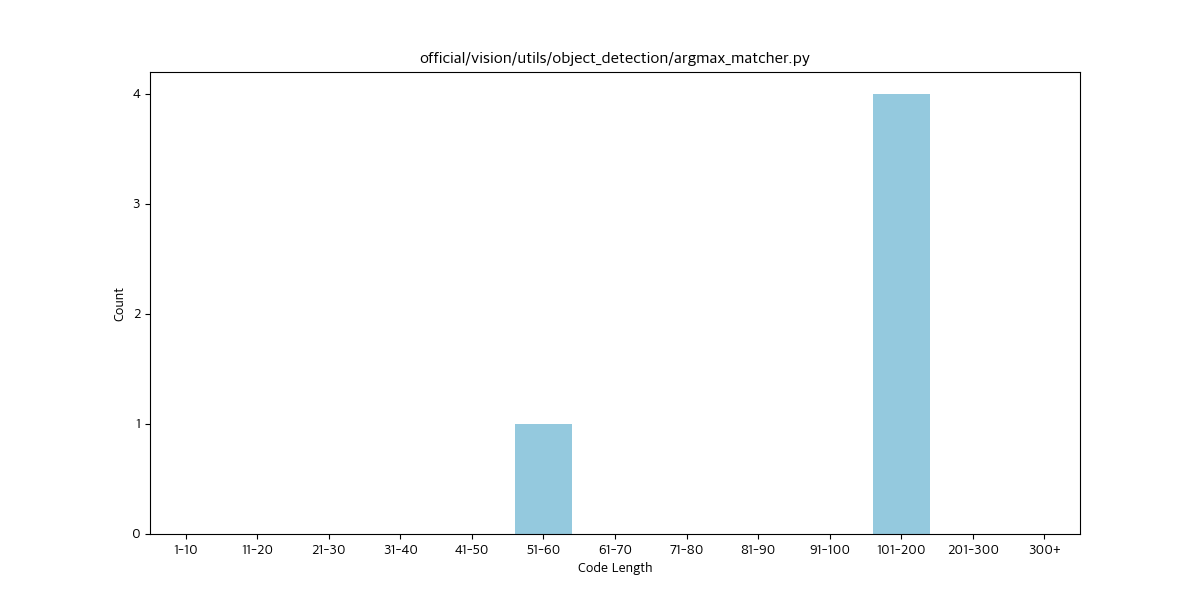 official/vision/utils/object_detection/argmax_matcher.py
4
3
2
1
0
Count
1-10 11-20 21-30 31-40 41-50 51-60 61-70 71-80 81-90 91-100 101-200 201-300 300+
Code Length